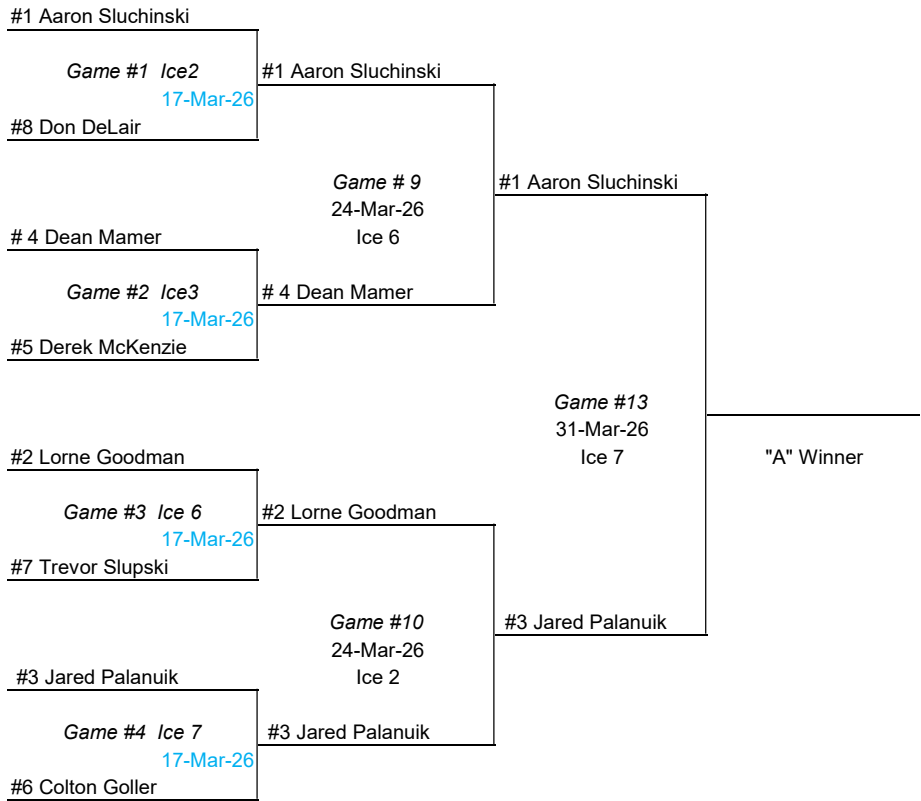 #1 Aaron Sluchinski
Game #1 Ice2
#1 Aaron Sluchinski
17-Mar-26
#8 Don DeLair
Game # 9
#1 Aaron Sluchinski
24-Mar-26
# 4 Dean Mamer
Ice 6
Game #2 Ice3
# 4 Dean Mamer
17-Mar-26
#5 Derek McKenzie
Game #13
31-Mar-26
#2 Lorne Goodman
Ice 7
"A" Winner
Game #3 Ice 6
#2 Lorne Goodman
17-Mar-26
#7 Trevor Slupski
Game #10
#3 Jared Palanuik
24-Mar-26
#3 Jared Palanuik
Ice 2
Game #4 Ice 7
#3 Jared Palanuik
17-Mar-26
#6 Colton Goller